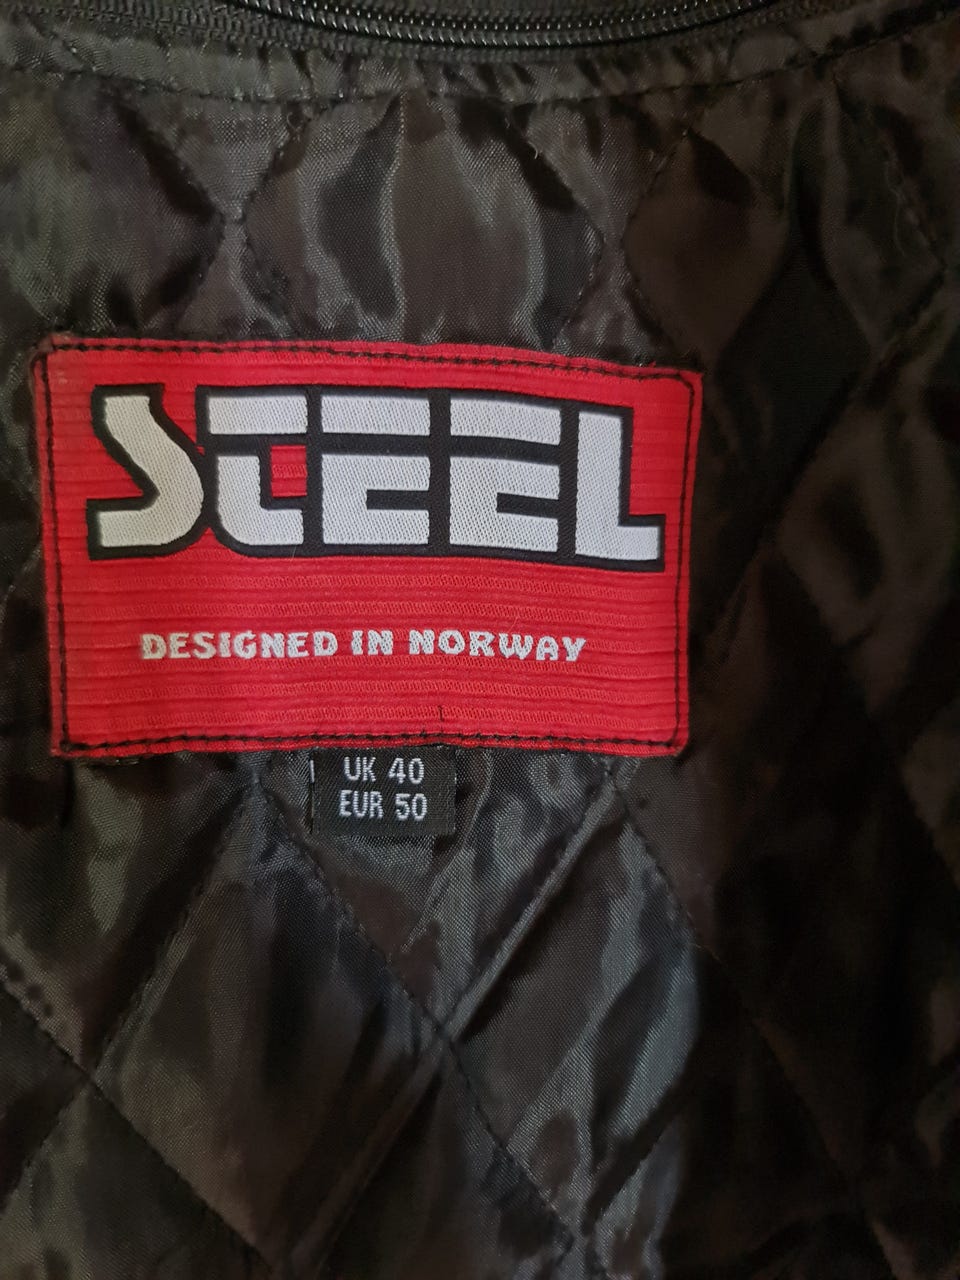 STEEL
DESIGNED IN NORWAY
UK 40
EUR 50